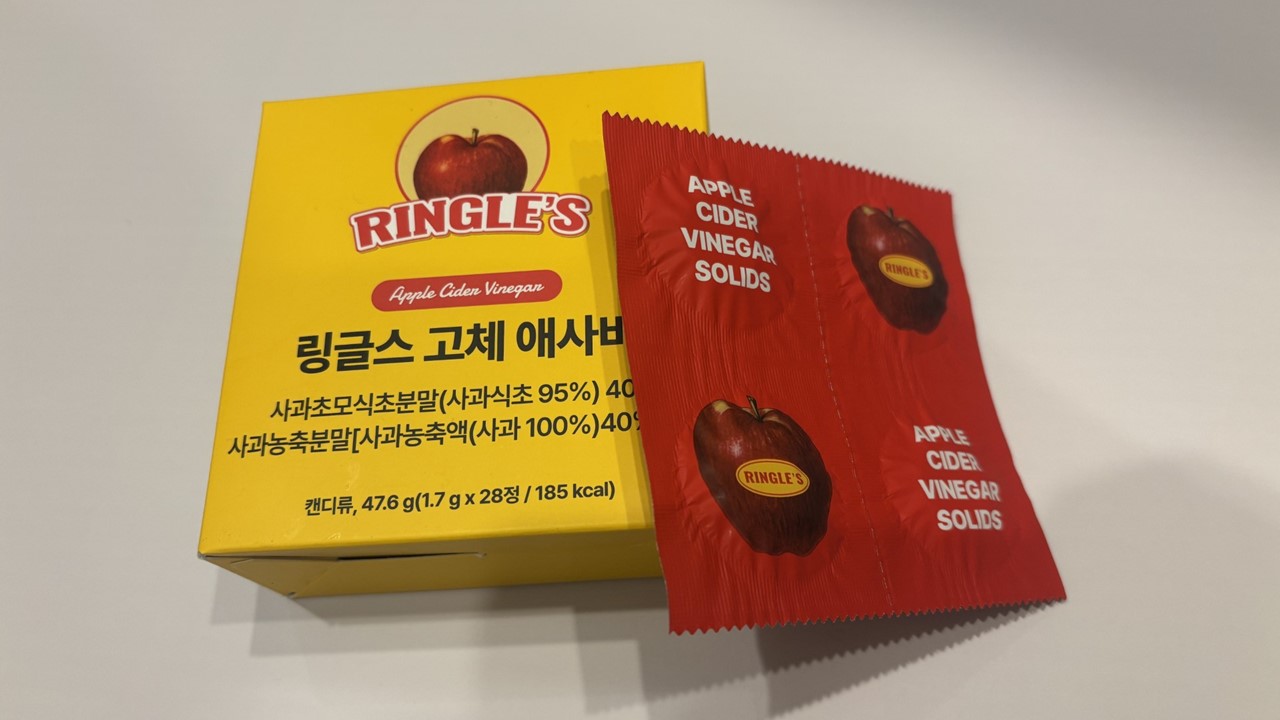 RINGLE'S
Apple Cider Vinegar
링글스 고체 애사
사과초모식초분말(사과식초 95%) 40
사과농축분말[사과농축액(사과 100%)40%
캔디류, 47.6 g(1.7 g x 28정 / 185 kcal)
APPLE
CIDER
VINEGAR
SOLIDS
RINGLE'S
RINGLE'S
APPLE
CIDER
VINEGAR
SOLIDS